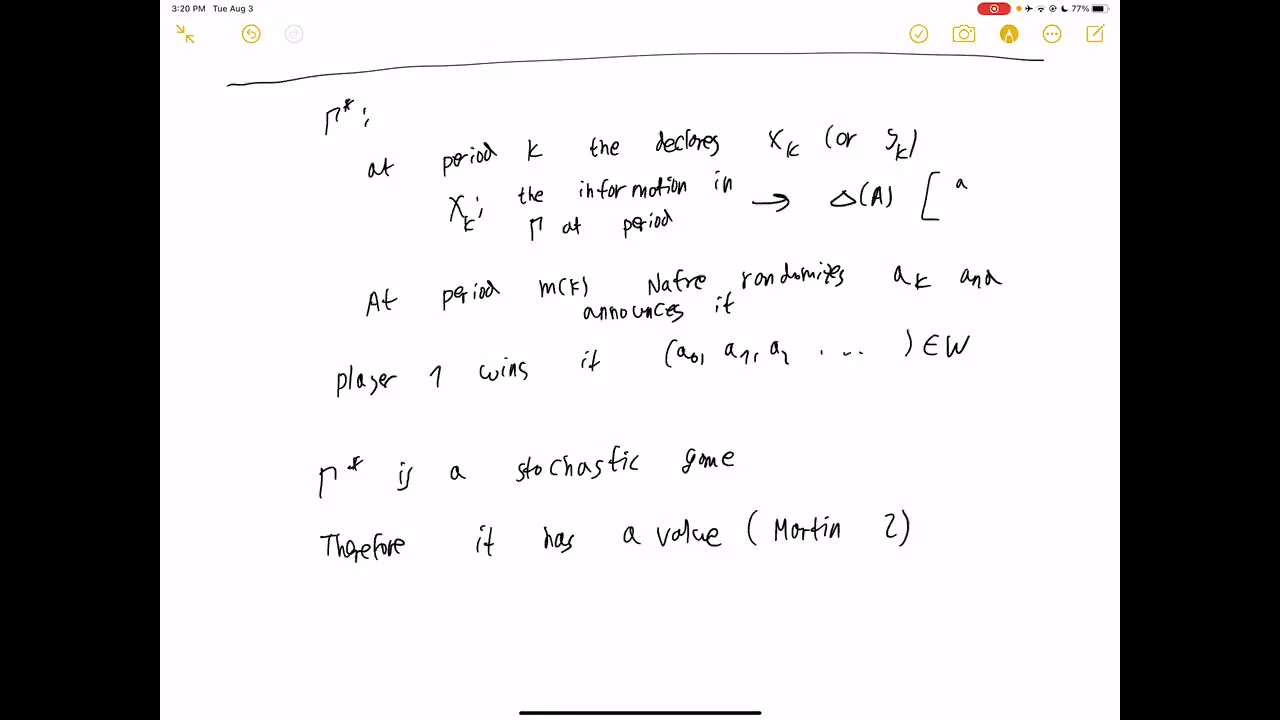 3:20 PM Tue Aug 3 77%
Γ*:
at period k the declares x_k (or s_k)
x_k: the information in Γ at period → Δ(A) [ a
At period m(k) Natre randomizes a_k and announces it
player 1 wins if (a_0, a_1, a_2 ..... ) ∈ W
Γ* is a stochastic game
Therefore it has a value (Martin 2)